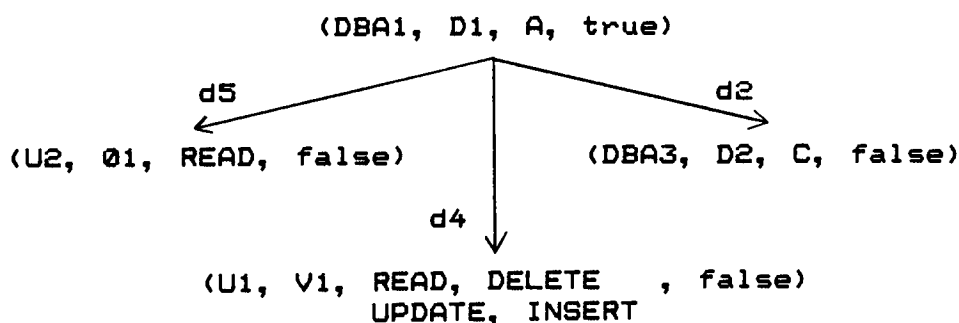 (DBA1, D1, A, true)
d5
d2
(U2, 01, READ, false)
(DBA3, D2, C, false)
d4
(U1, V1, READ, DELETE , false)
UPDATE, INSERT